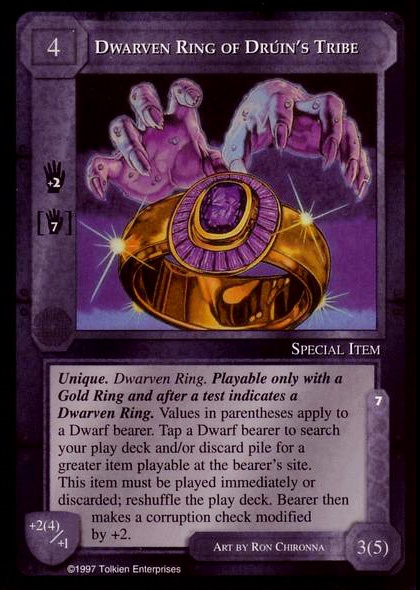 4
DWARVEN RING OF DRÚIN'S TRIBE
+2
[7]
SPECIAL ITEM
Unique. Dwarven Ring. Playable only with a
Gold Ring and after a test indicates a
Dwarven Ring. Values in parentheses apply to
a Dwarf bearer. Tap a Dwarf bearer to search
your play deck and/or discard pile for a
greater item playable at the bearer's site.
This item must be played immediately or
discarded; reshuffle the play deck. Bearer then
makes a corruption check modified
by +2.
7
+2(4)
/+1
ART BY RON CHIRONNA
3(5)
©1997 Tolkien Enterprises